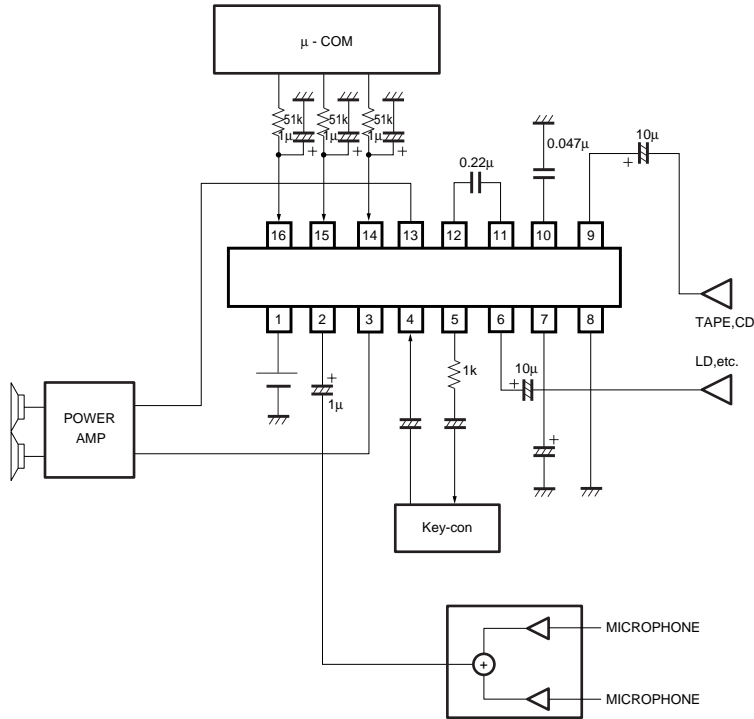 μ - COM
51k 51k 51k
1μ 1μ 1μ
+ + +
0.22μ
0.047μ
10μ
+
16 15 14 13 12 11 10 9
1 2 3 4 5 6 7 8
TAPE,CD
LD,etc.
+
1μ
1k
10μ
+
+
POWER
AMP
Key-con
MICROPHONE
+
MICROPHONE